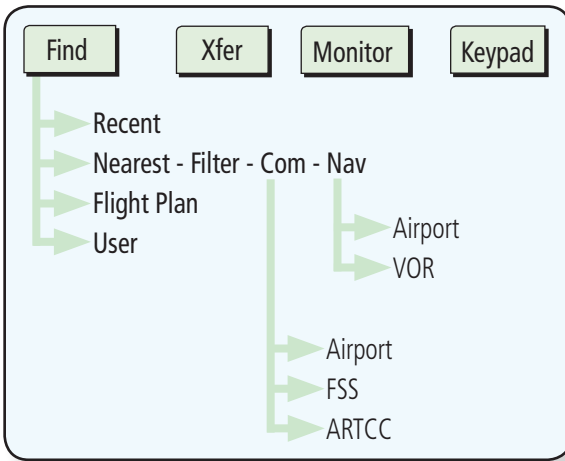 Find Xfer Monitor Keypad
Recent
Nearest - Filter - Com - Nav
Flight Plan
User
Airport
VOR
Airport
FSS
ARTCC